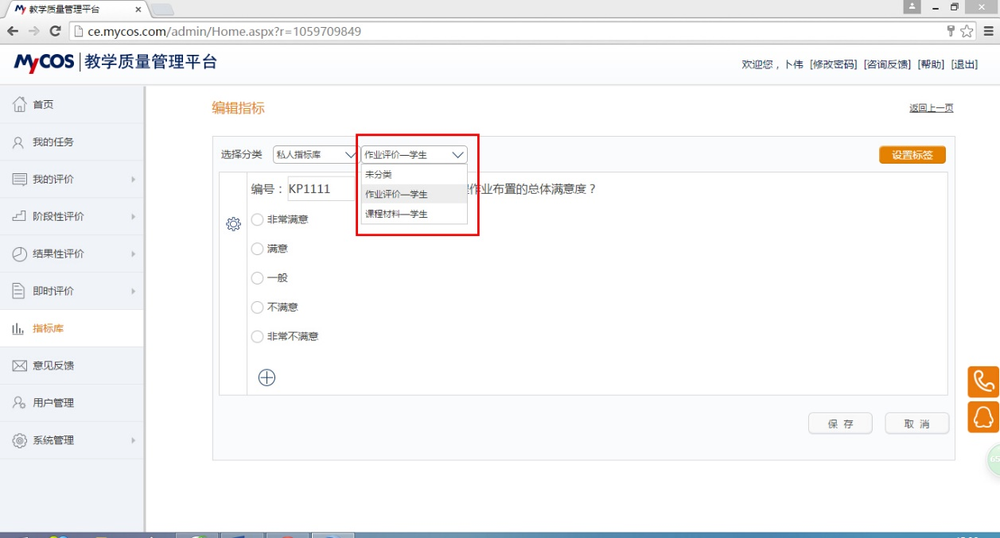 教学质量管理平台
ce.mycos.com/admin/Home.aspx?r=1059709849
MyCOS 教学质量管理平台
欢迎您，卜伟 [修改密码] [咨询反馈] [帮助] [退出]
首页
我的任务
我的评价
阶段性评价
结果性评价
即时评价
指标库
意见反馈
用户管理
系统管理
编辑指标
返回上一页
选择分类 私人指标库 作业评价—学生
设置标签
未分类
作业评价—学生
课程材料—学生
编号：KP1111
作业布置的总体满意度？
非常满意
满意
一般
不满意
非常不满意
保 存
取 消